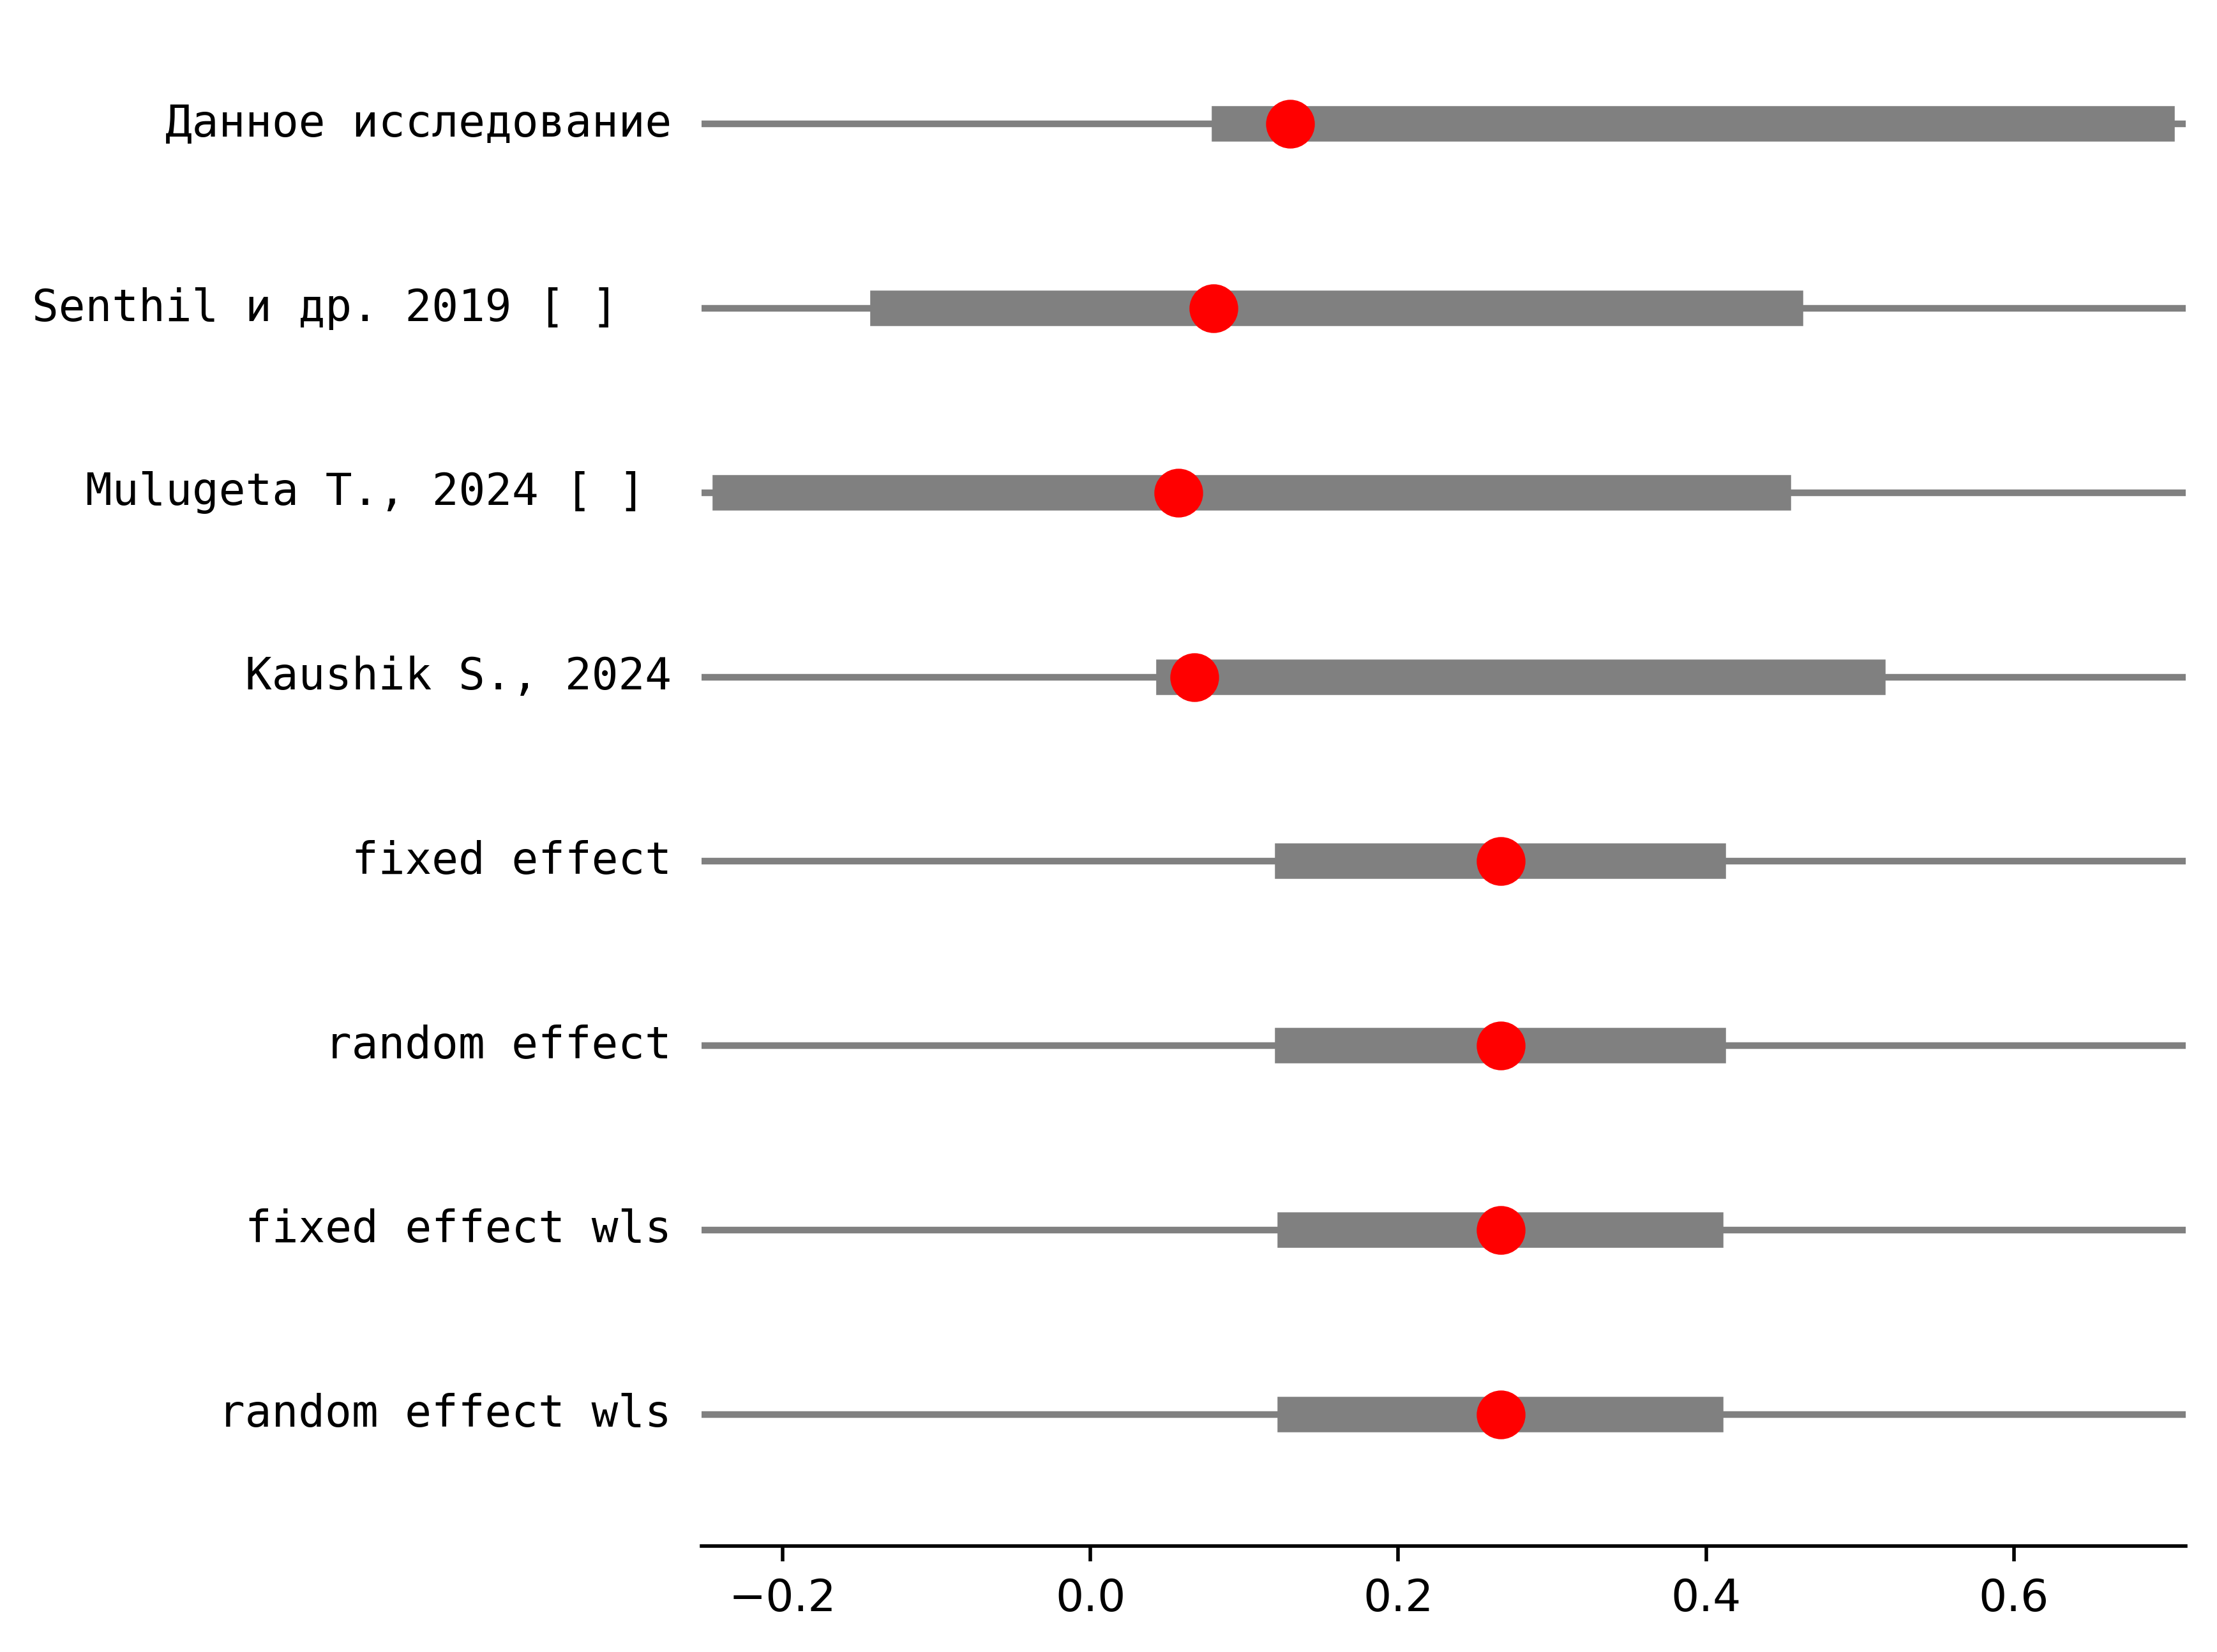 Данное исследование
Senthil и др. 2019 [ ]
Mulugeta T., 2024 [ ]
Kaushik S., 2024
fixed effect
random effect
fixed effect wls
random effect wls
−0.2 0.0 0.2 0.4 0.6